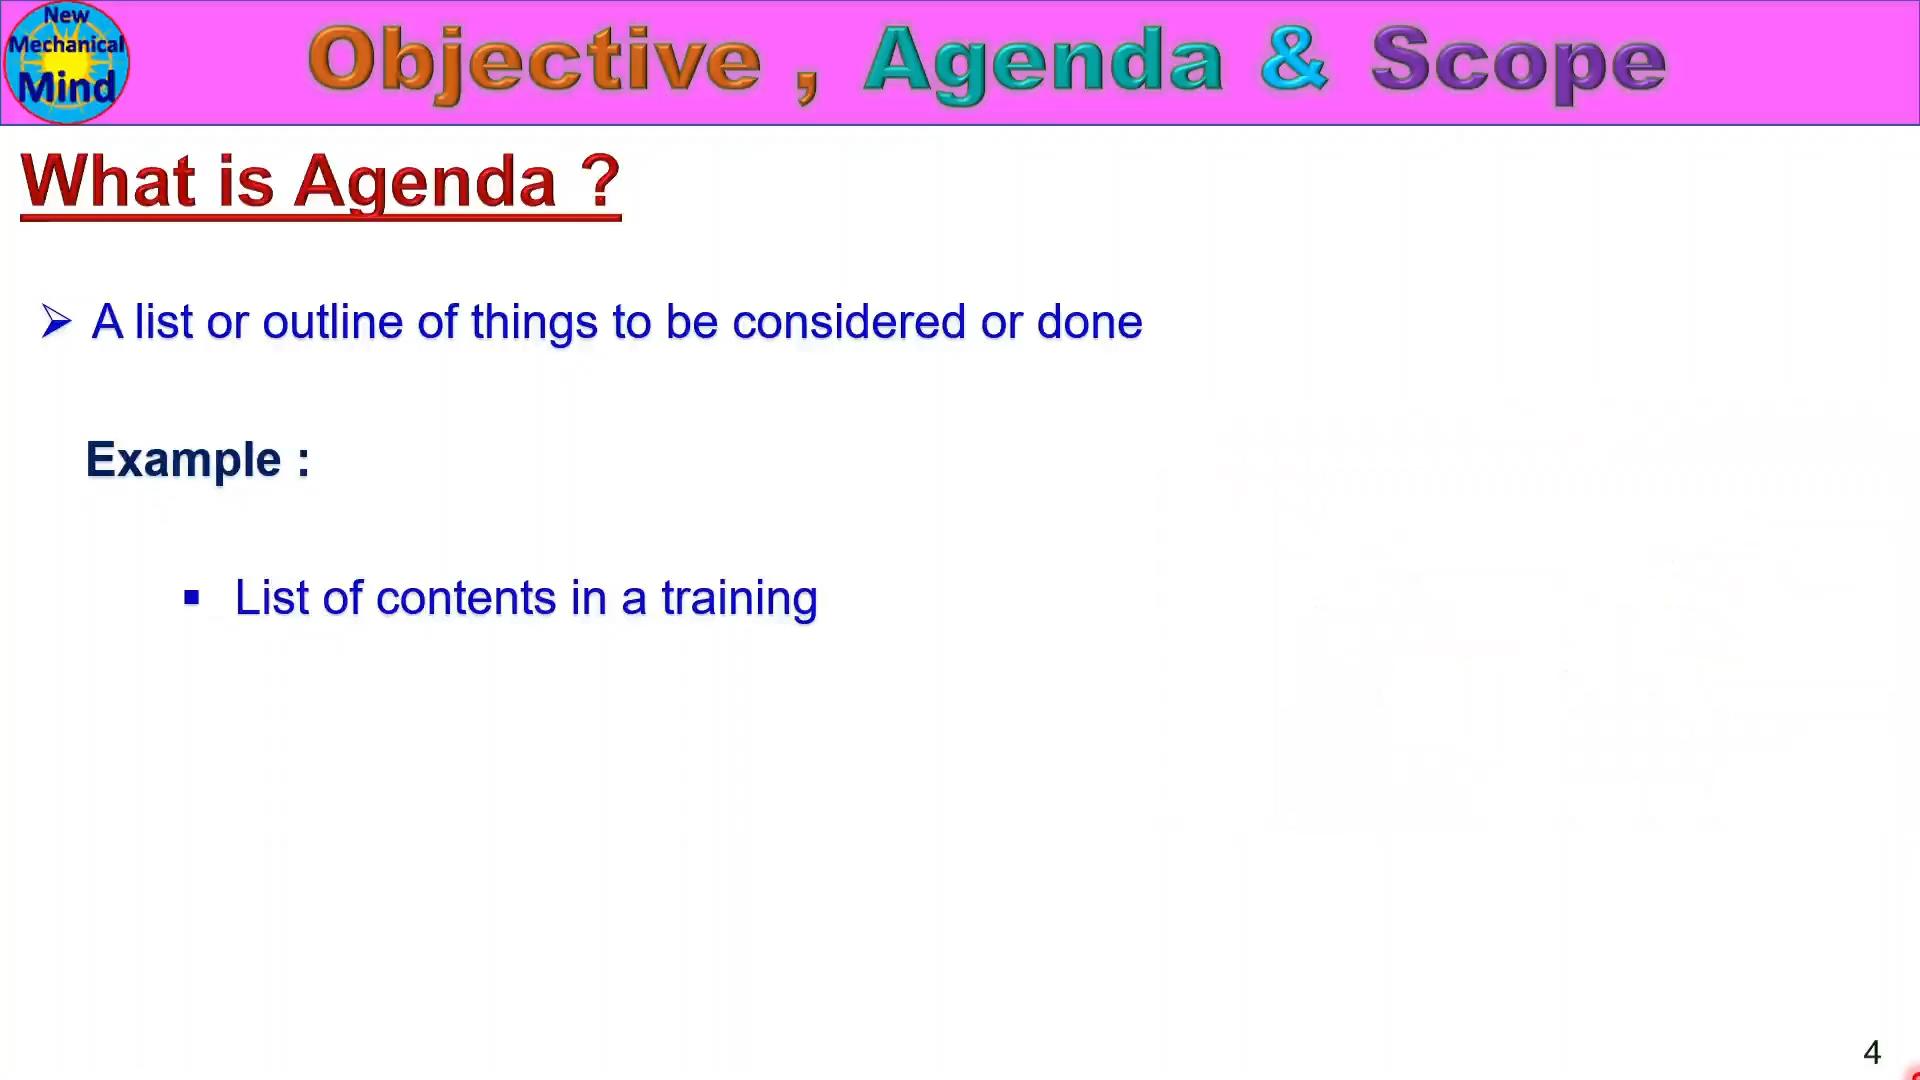 New
Mechanical
Mind
Objective , Agenda & Scope
What is Agenda ?
➢ A list or outline of things to be considered or done
Example :
▪ List of contents in a training
4